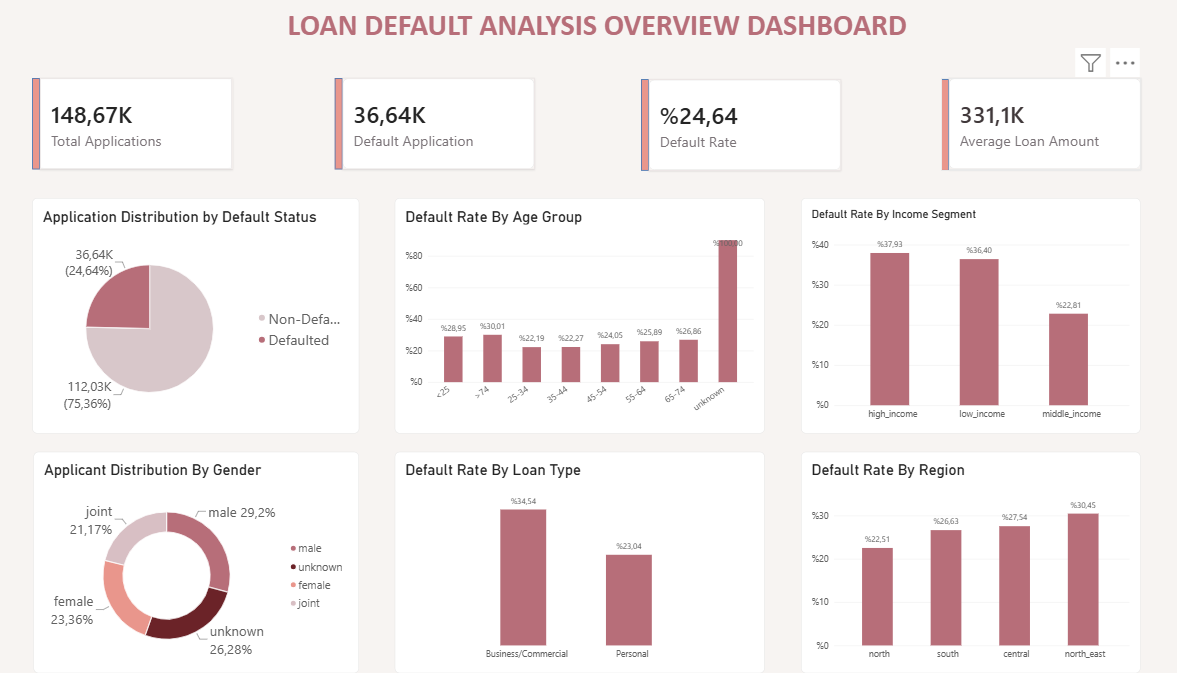 LOAN DEFAULT ANALYSIS OVERVIEW DASHBOARD
148,67K
Total Applications
36,64K
Default Application
%24,64
Default Rate
331,1K
Average Loan Amount
Application Distribution by Default Status
36,64K
(24,64%)
112,03K
(75,36%)
Non-Defa...
Defaulted
Default Rate By Age Group
%80
%60
%40
%20
%0
%28,95
%30,01
%22,19
%22,27
%24,05
%25,89
%26,86
%100,00
<25
>74
25-34
35-44
45-54
55-64
65-74
unknown
Default Rate By Income Segment
%40
%30
%20
%10
%0
%37,93
%36,40
%22,81
high_income
low_income
middle_income
Applicant Distribution By Gender
joint
21,17%
male 29,2%
female
23,36%
unknown
26,28%
male
unknown
female
joint
Default Rate By Loan Type
%34,54
%23,04
Business/Commercial
Personal
Default Rate By Region
%30
%20
%10
%0
%22,51
%26,63
%27,54
%30,45
north
south
central
north_east